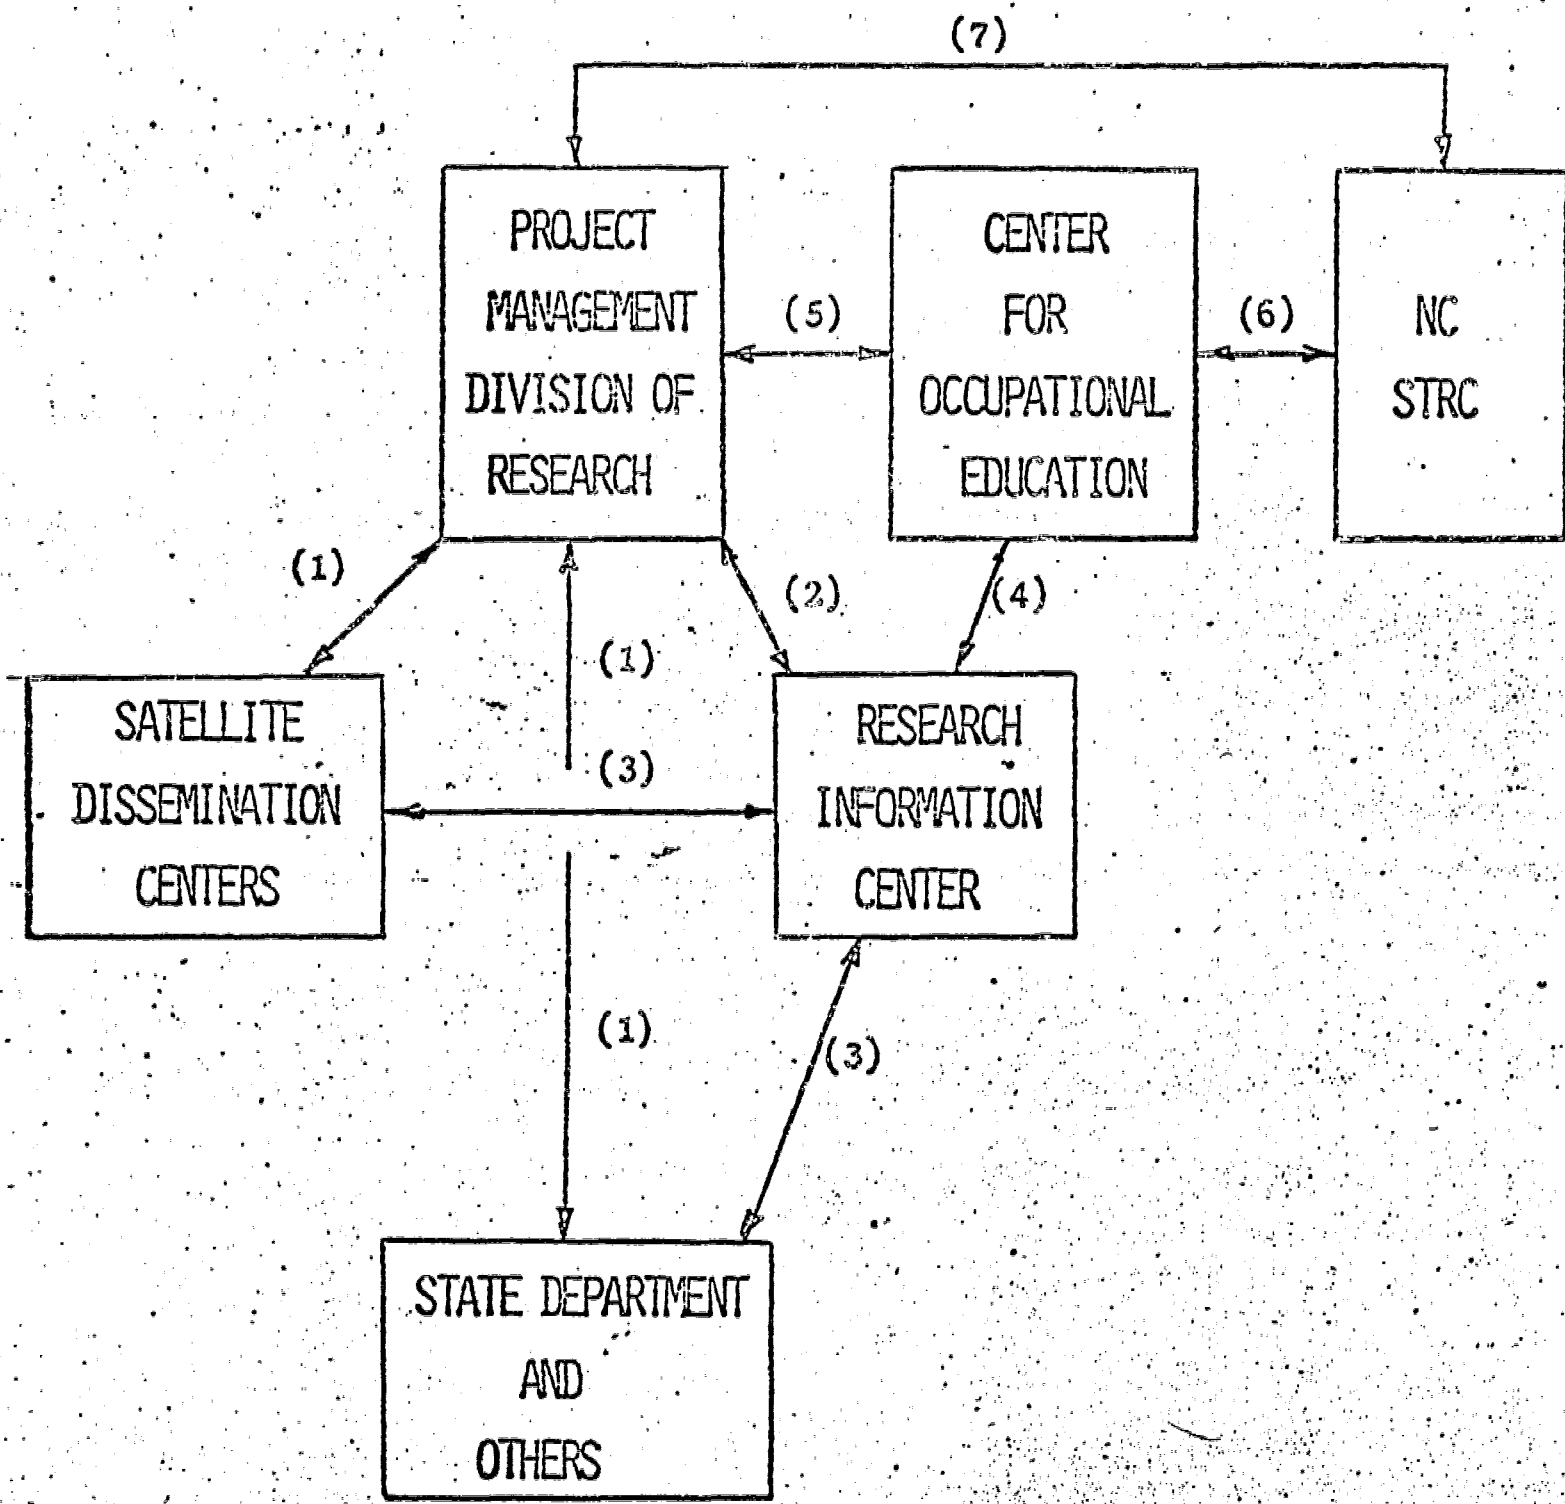 (7)
PROJECT
MANAGEMENT
DIVISION OF
RESEARCH
(5)
CENTER
FOR
OCCUPATIONAL
EDUCATION
(6)
NC
STRC
(1)
(2)
(4)
(1)
SATELLITE
DISSEMINATION
CENTERS
(3)
RESEARCH
INFORMATION
CENTER
(1)
(3)
STATE DEPARTMENT
AND
OTHERS